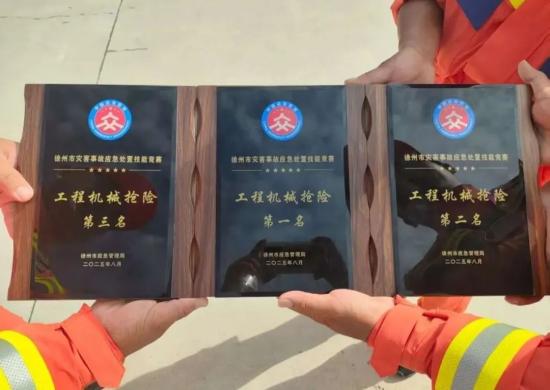 徐州市灾害事故应急处置技能竞赛
★★★★★
工程机械抢险
第三名
徐州市应急管理局
二〇二五年八月
徐州市灾害事故应急处置技能竞赛
★★★★★
工程机械抢险
第一名
徐州市应急管理局
二〇二五年八月
徐州市灾害事故应急处置技能竞赛
★★★★★
工程机械抢险
第二名
徐州市应急管理局
二〇二五年八月